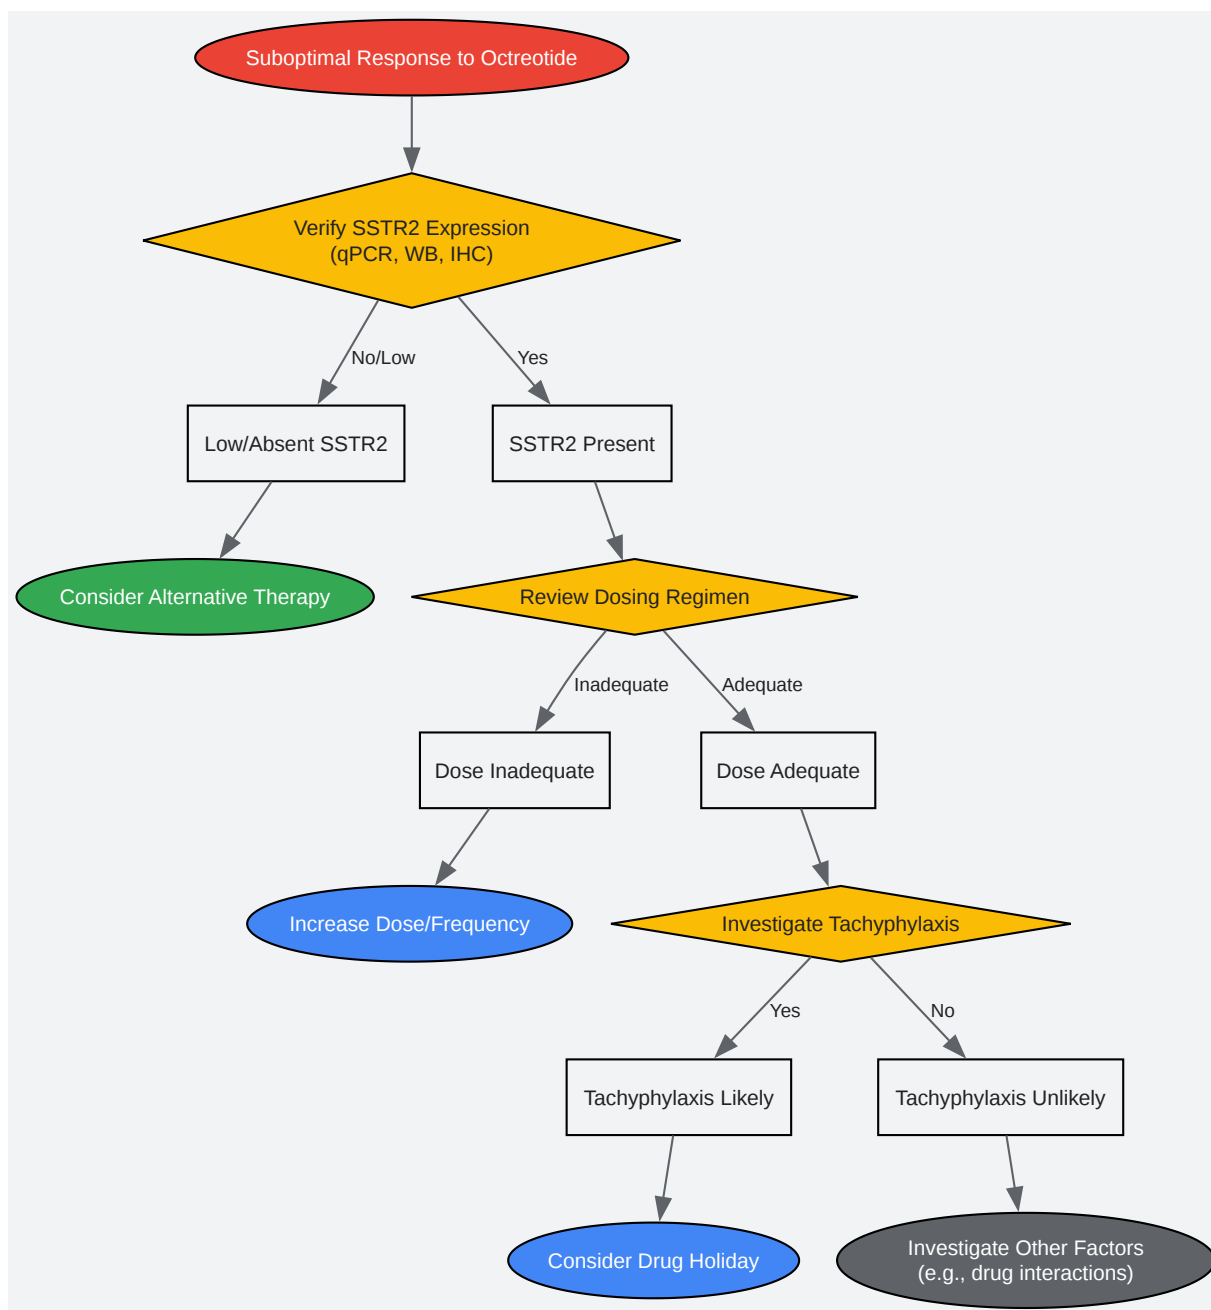 Suboptimal Response to Octreotide
Verify SSTR2 Expression
(qPCR, WB, IHC)
No/Low
Yes
Low/Absent SSTR2
SSTR2 Present
Consider Alternative Therapy
Review Dosing Regimen
Inadequate
Adequate
Dose Inadequate
Dose Adequate
Increase Dose/Frequency
Investigate Tachyphylaxis
Yes
No
Tachyphylaxis Likely
Tachyphylaxis Unlikely
Consider Drug Holiday
Investigate Other Factors
(e.g., drug interactions)